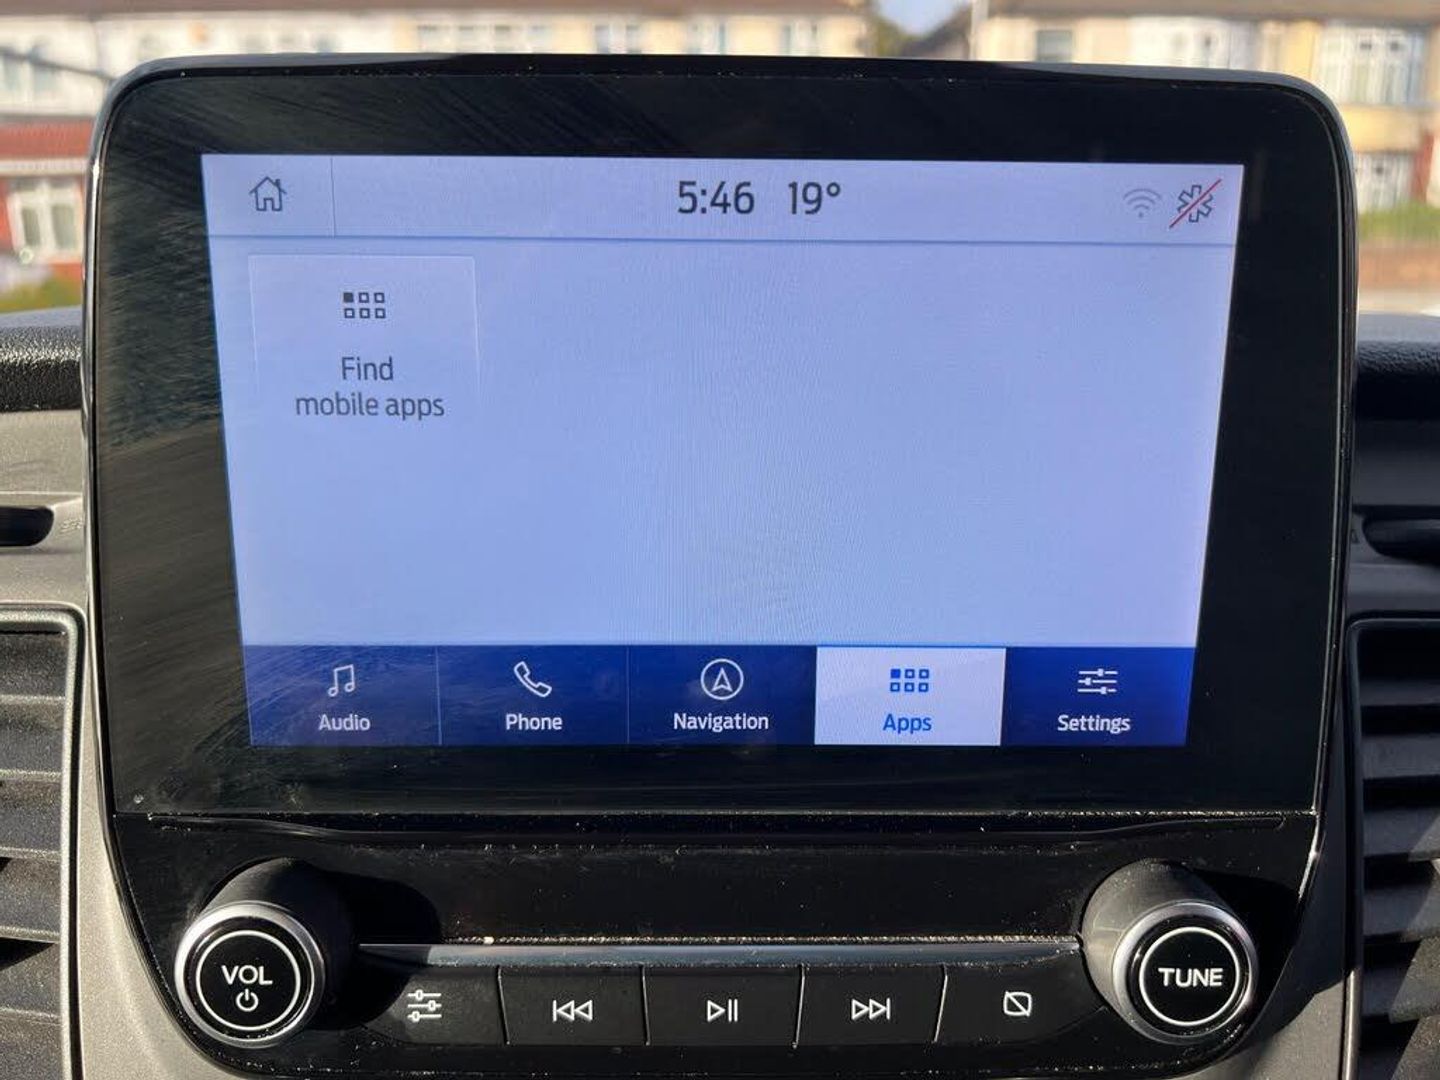 5:46 19°
Find
mobile apps
Audio
Phone
Navigation
Apps
Settings
VOL
TUNE